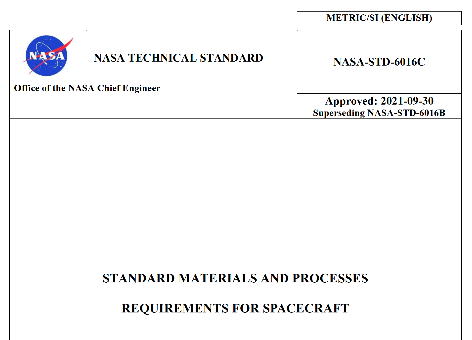 METRIC/SI (ENGLISH)
NASA
NASA TECHNICAL STANDARD
NASA-STD-6016C
Office of the NASA Chief Engineer
Approved: 2021-09-30
Superseding NASA-STD-6016B
STANDARD MATERIALS AND PROCESSES
REQUIREMENTS FOR SPACECRAFT